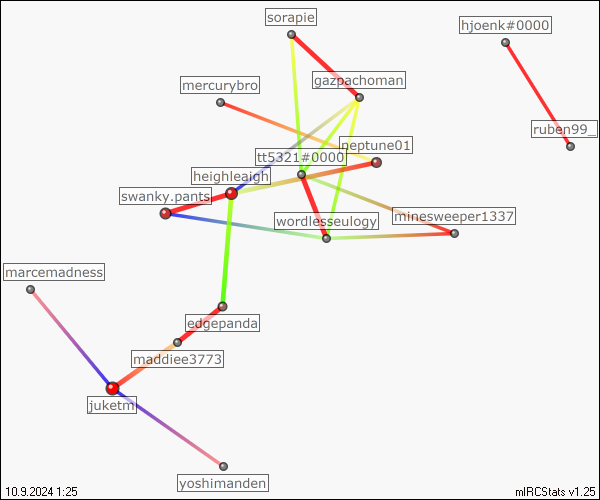 sorapie
hjoenk#0000
gazpachoman
mercurybro
ruben99_
neptune01
tt5321#0000
heighleaigh
swanky.pants
minesweeper1337
wordlesseulogy
marcemadness
edgepanda
maddiee3773
juketm
yoshimanden
10.9.2024 1:25
mIRCStats v1.25